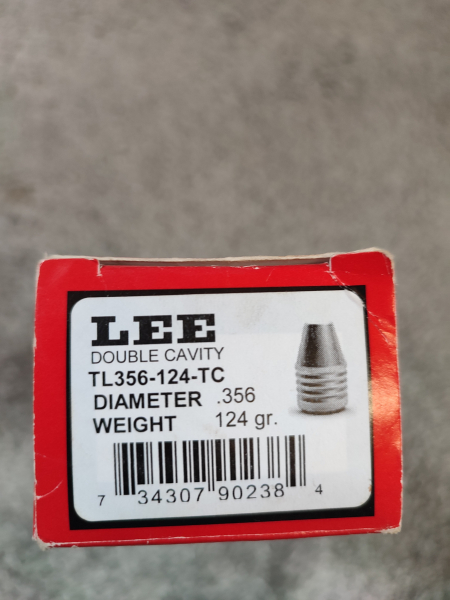 LEE
DOUBLE CAVITY
TL356-124-TC
DIAMETER .356
WEIGHT 124 gr.
7 34307 90238 4